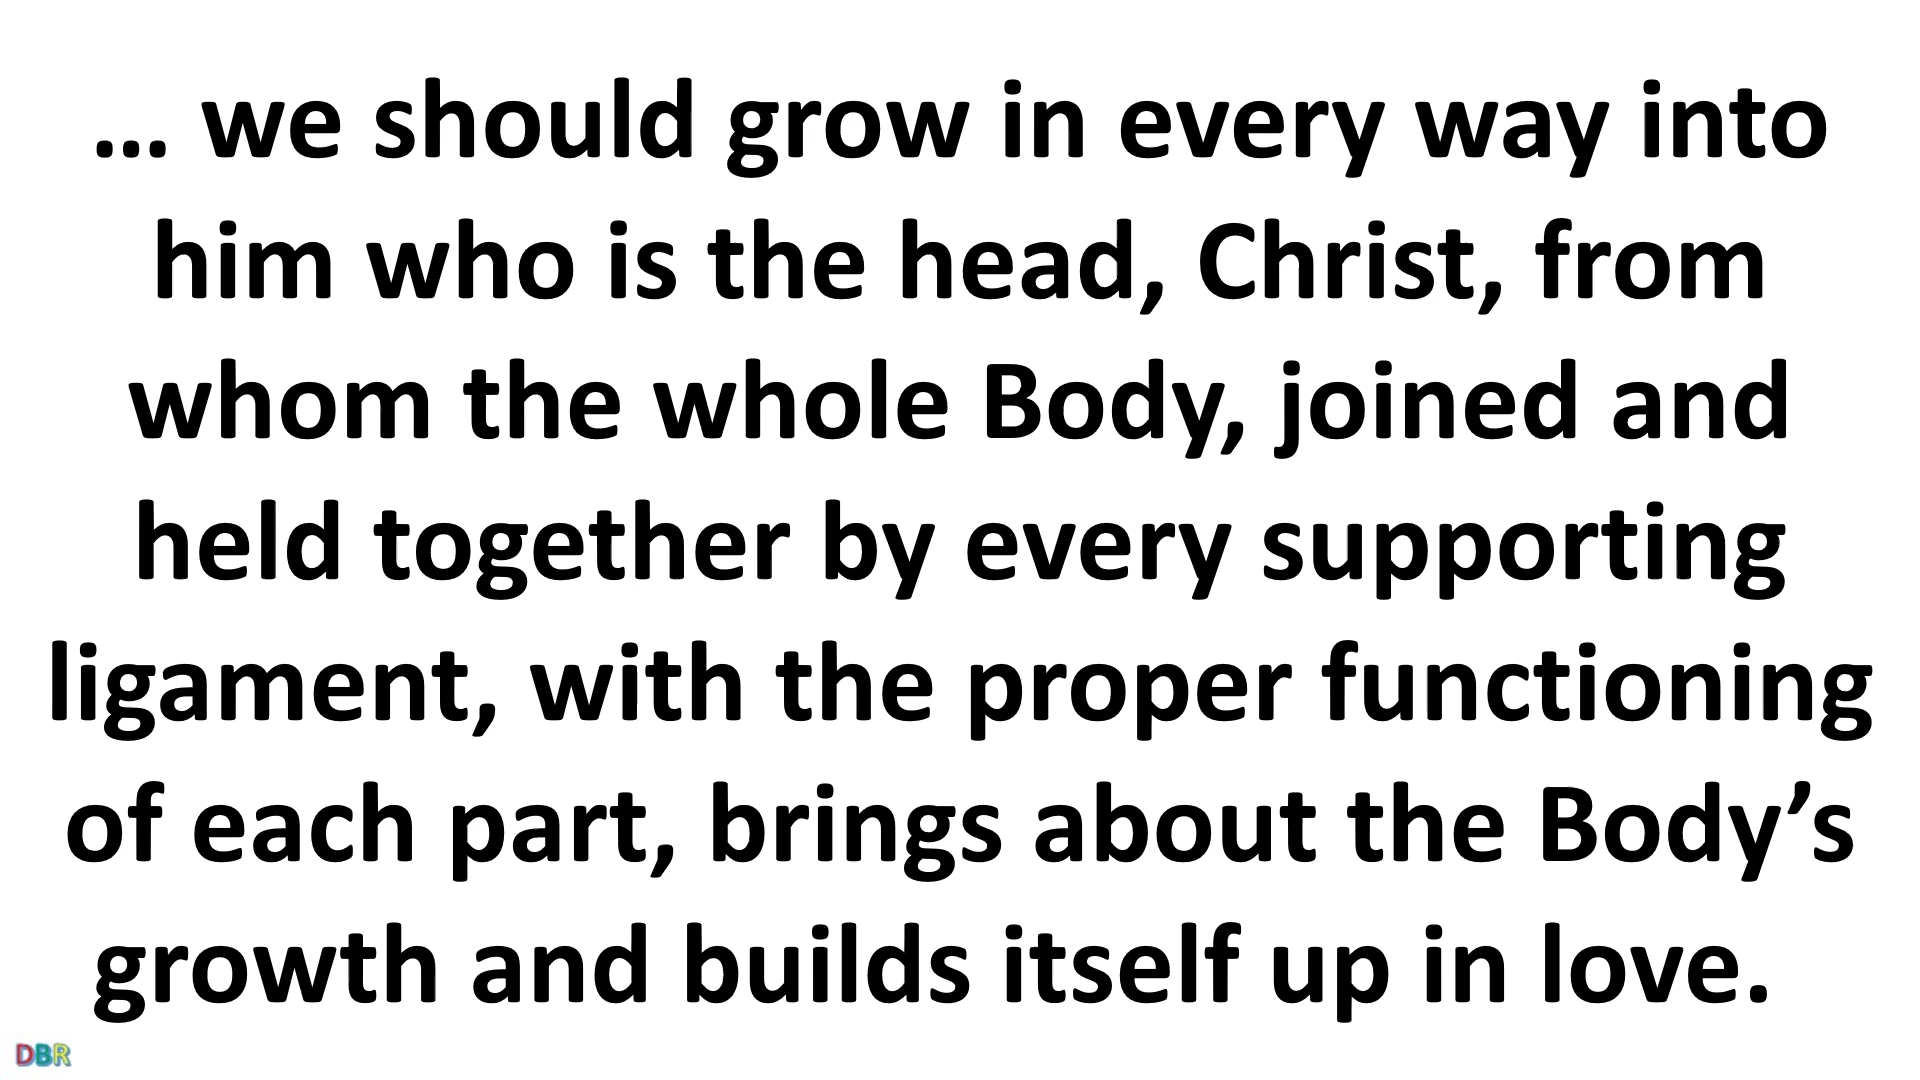 … we should grow in every way into
him who is the head, Christ, from
whom the whole Body, joined and
held together by every supporting
ligament, with the proper functioning
of each part, brings about the Body’s
growth and builds itself up in love.
DBR